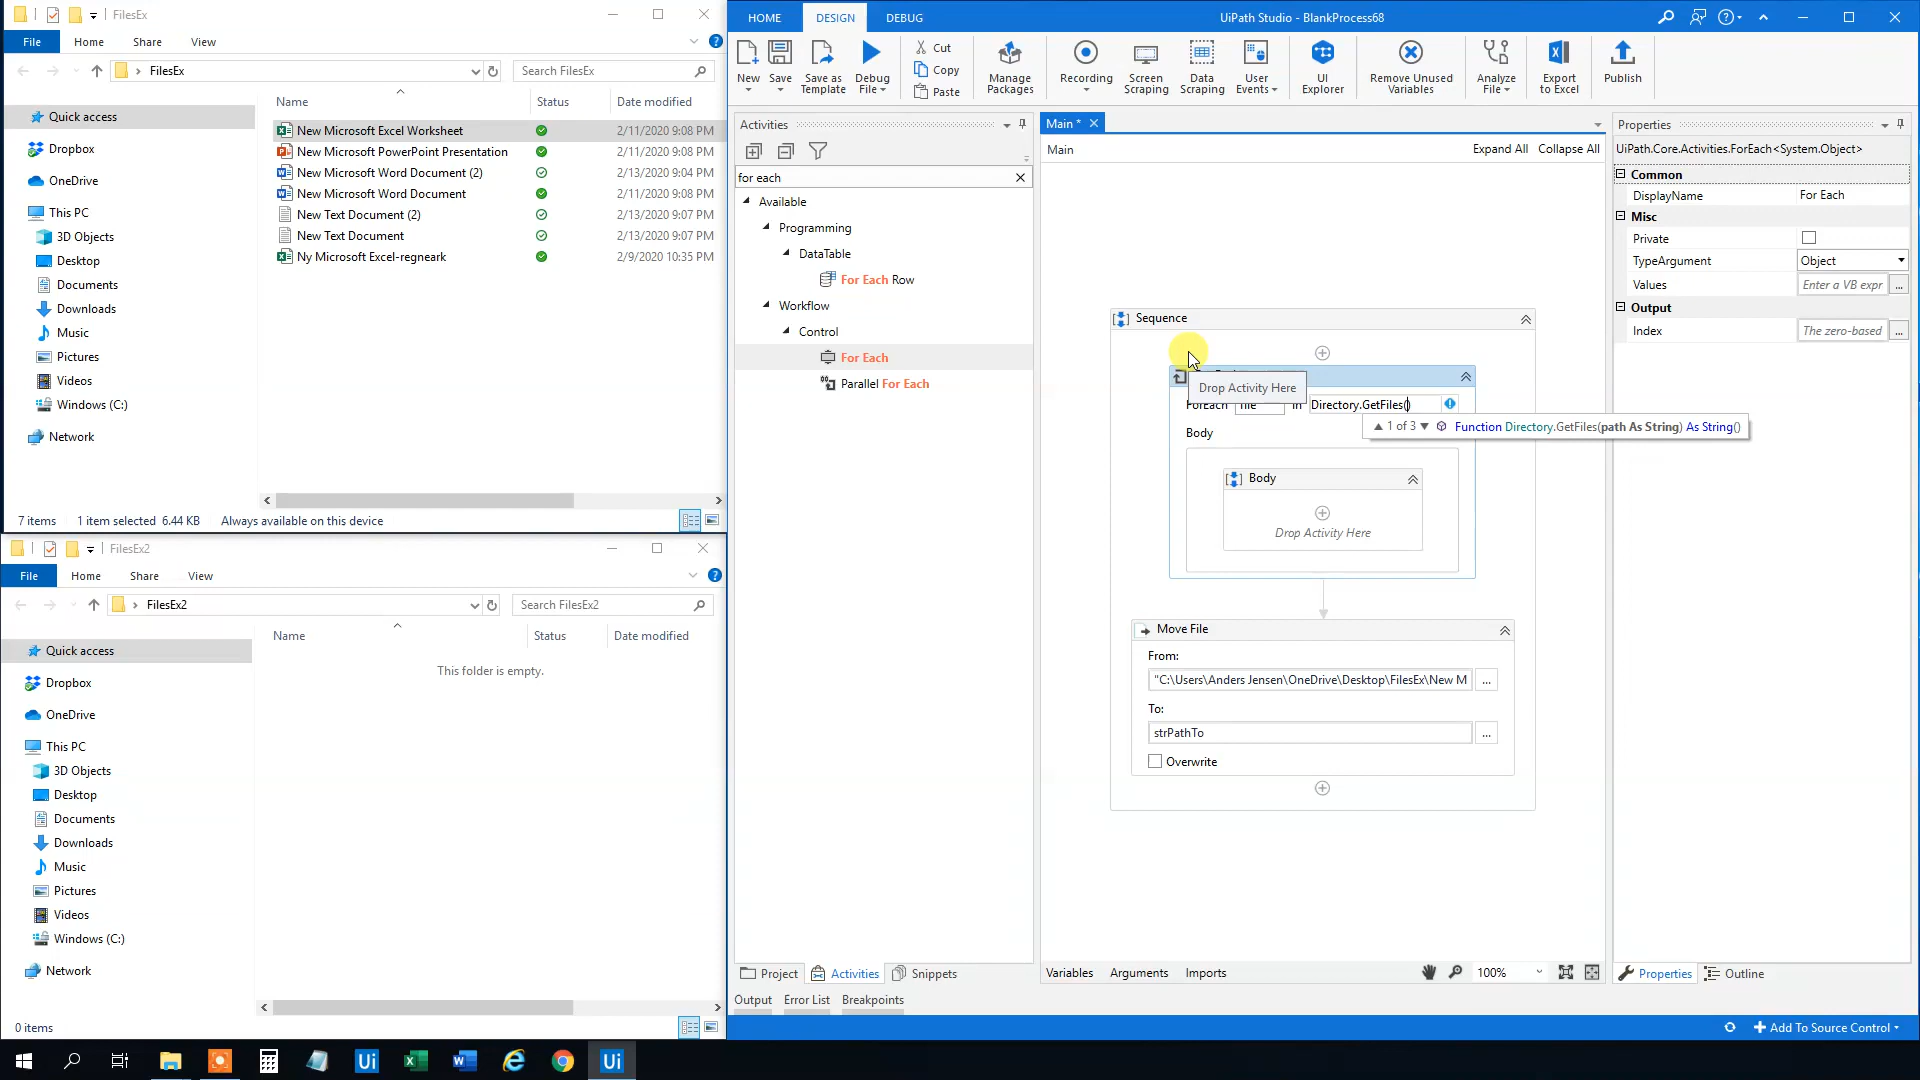 FilesEx
File Home Share View
FilesEx
Search FilesEx
Name Status Date modified
Quick access
Dropbox
OneDrive
This PC
3D Objects
Desktop
Documents
Downloads
Music
Pictures
Videos
Windows (C:)
Network
New Microsoft Excel Worksheet 2/11/2020 9:08 PM
New Microsoft PowerPoint Presentation 2/11/2020 9:08 PM
New Microsoft Word Document (2) 2/13/2020 9:04 PM
New Microsoft Word Document 2/11/2020 9:08 PM
New Text Document (2) 2/13/2020 9:07 PM
New Text Document 2/13/2020 9:07 PM
Ny Microsoft Excel-regneark 2/9/2020 10:35 PM
7 items 1 item selected 6.44 KB Always available on this device
FilesEx2
File Home Share View
FilesEx2
Search FilesEx2
Name Status Date modified
This folder is empty.
Quick access
Dropbox
OneDrive
This PC
3D Objects
Desktop
Documents
Downloads
Music
Pictures
Videos
Windows (C:)
Network
0 items
HOME DESIGN DEBUG
UiPath Studio - BlankProcess68
New
Save
Save as Template
Debug File
Cut
Copy
Paste
Manage Packages
Recording
Screen Scraping
Data Scraping
User Events
UI Explorer
Remove Unused Variables
Analyze File
Export to Excel
Publish
Activities
for each
Available
Programming
DataTable
For Each Row
Workflow
Control
For Each
Parallel For Each
Project Activities Snippets
Main *
Main
Expand All Collapse All
Sequence
Drop Activity Here
ForEach file in Directory.GetFiles()
1 of 3 Function Directory.GetFiles(path As String) As String()
Body
Body
Drop Activity Here
Move File
From:
"C:\Users\Anders Jensen\OneDrive\Desktop\FilesEx\New M
...
To:
strPathTo
...
Overwrite
Variables Arguments Imports
100%
Properties
UiPath.Core.Activities.ForEach<System.Object>
Common
DisplayName For Each
Misc
Private
TypeArgument Object
Values Enter a VB expr ...
Output
Index The zero-based ...
Properties Outline
Output Error List Breakpoints
Add To Source Control